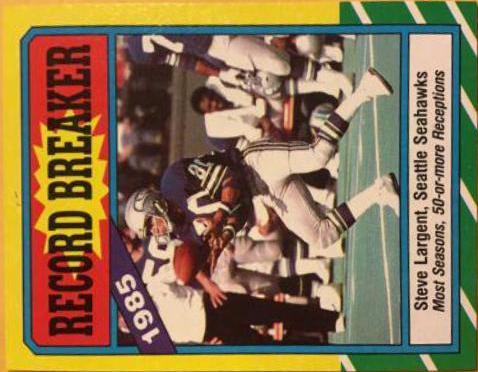 RECORD BREAKER
1985
Steve Largent, Seattle Seahawks
Most Seasons, 50-or-more Receptions